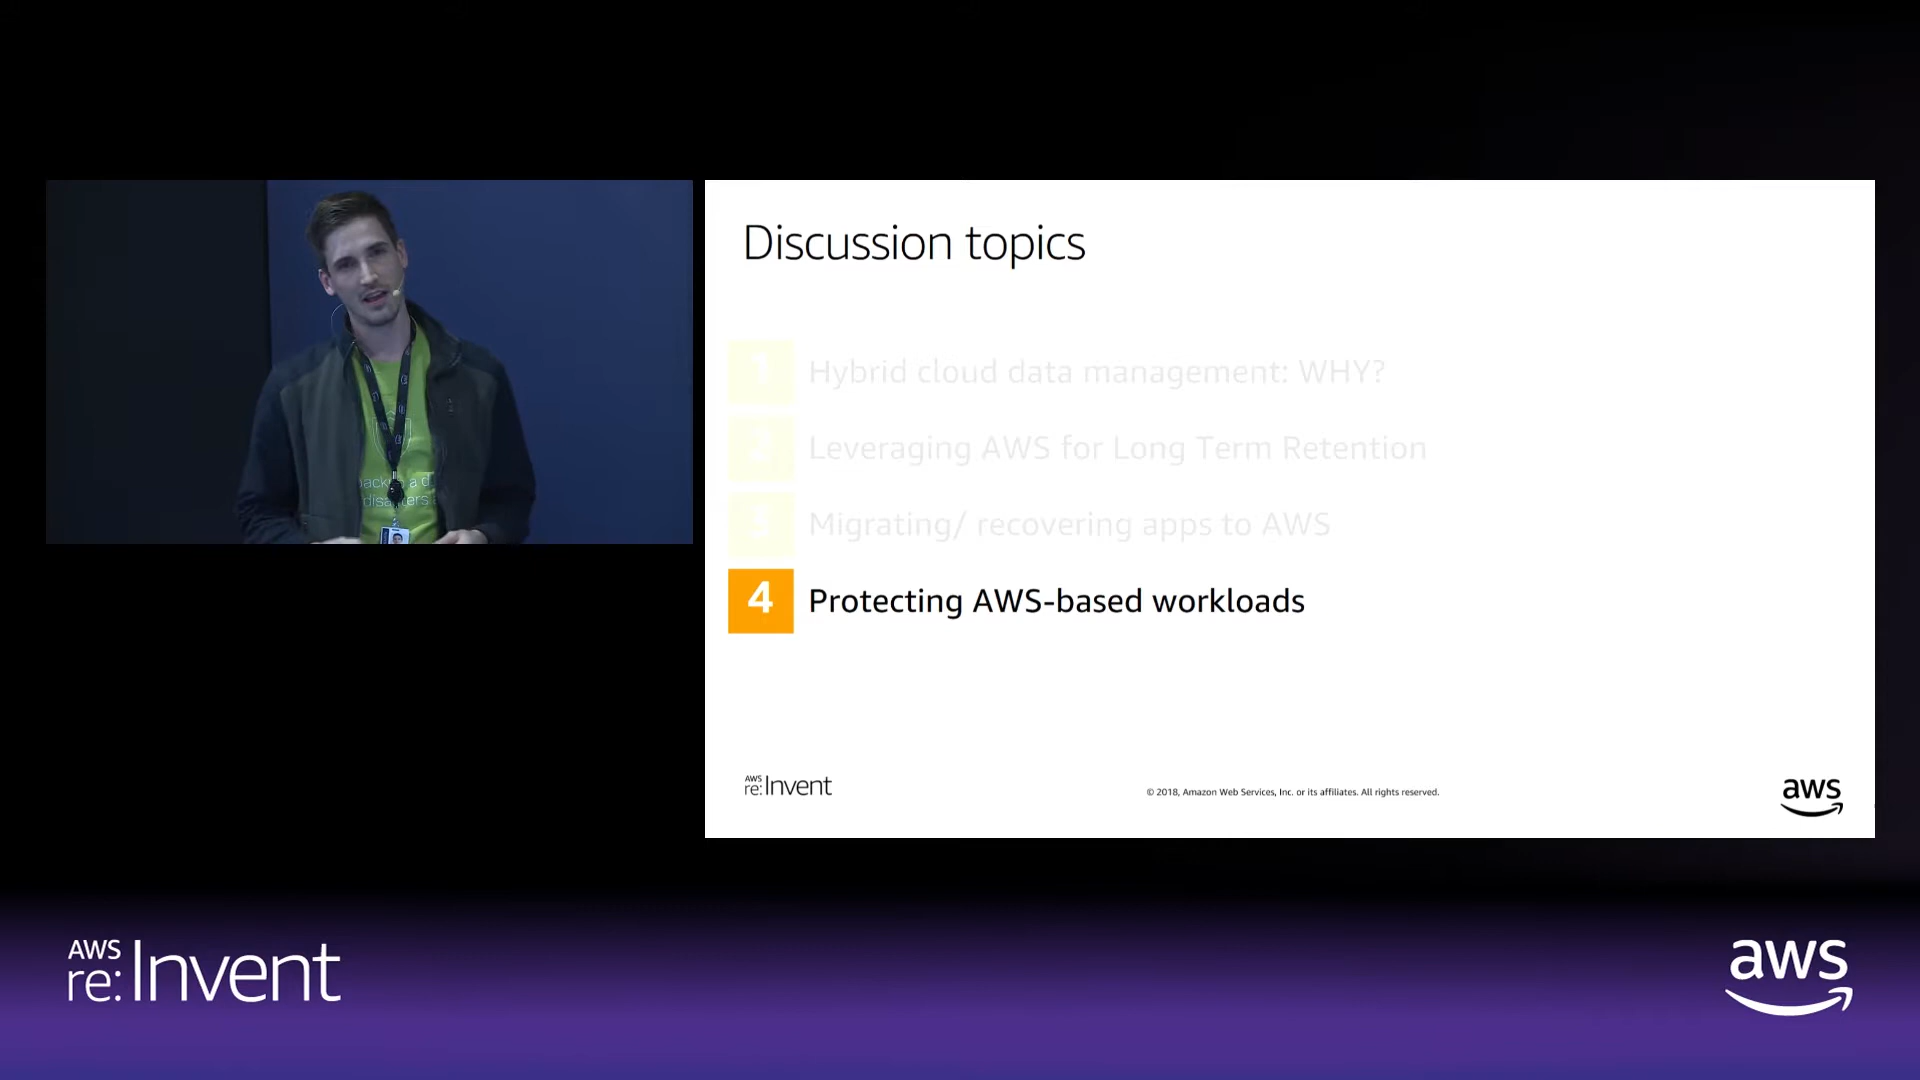 Discussion topics
1 Hybrid cloud data management: WHY?
2 Leveraging AWS for Long Term Retention
3 Migrating/ recovering apps to AWS
4 Protecting AWS-based workloads
AWS
re:Invent
© 2018, Amazon Web Services, Inc. or its affiliates. All rights reserved.
aws
AWS
re:Invent
aws